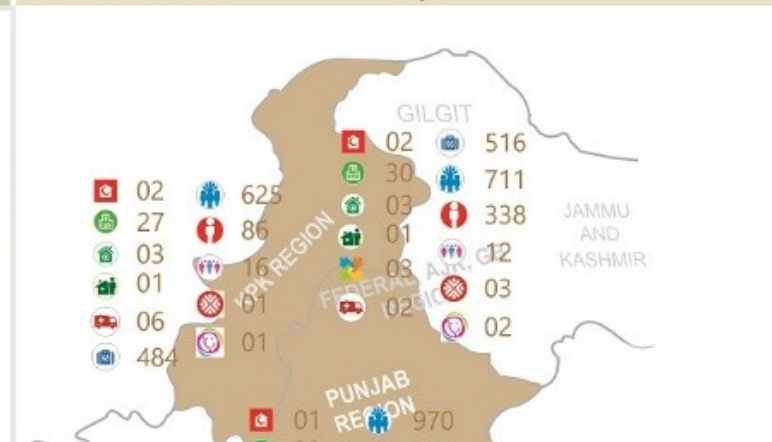 GILGIT
02 516
30 711
03 338
01 12
03 03
02 02
JAMMU
AND
KASHMIR
02 625
27 86
03 16
01 01
06 01
484
KPK REGION
FEDERAL, AJK, GB
REGION
PUNJAB
REGION
01 970